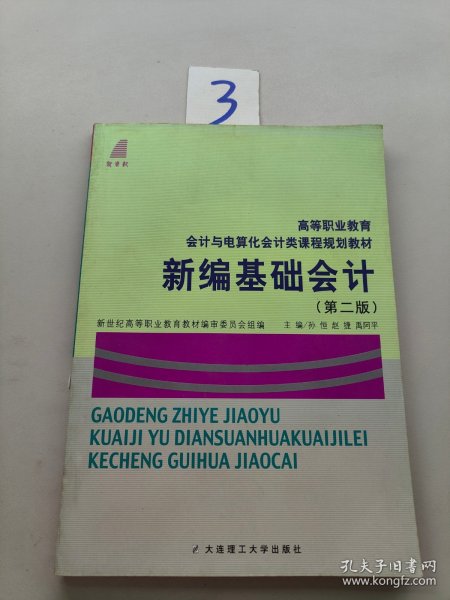 3
新世纪
高等职业教育
会计与电算化会计类课程规划教材
新编基础会计
(第二版)
新世纪高等职业教育教材编审委员会组编 主编/孙 恒 赵 捷 禹阿平
GAODENG ZHIYE JIAOYU
KUAIJI YU DIANSUANHUAKUAIJILEI
KECHENG GUIHUA JIAOCAI
大连理工大学出版社
孔夫子旧书网
www.kongfz.com